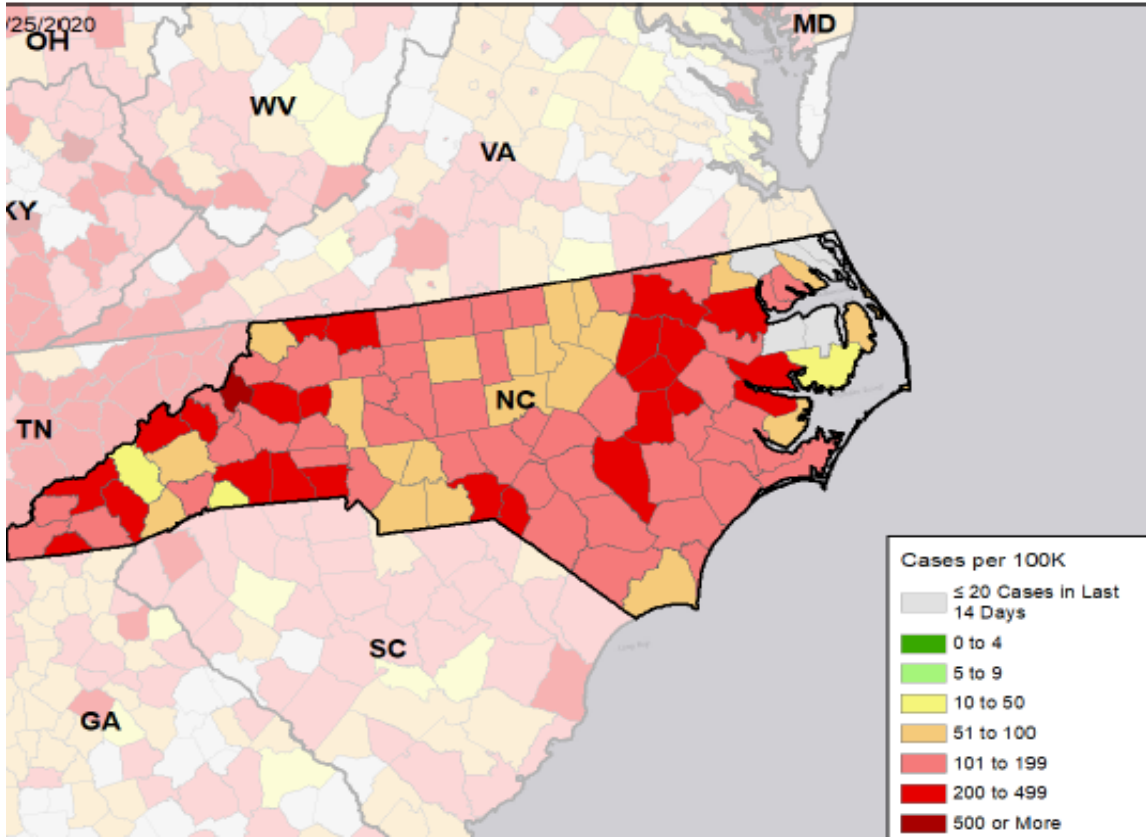 /25/2020
OH
MD
WV
VA
KY
NC
TN
SC
GA
Cases per 100K
≤ 20 Cases in Last
14 Days
0 to 4
5 to 9
10 to 50
51 to 100
101 to 199
200 to 499
500 or More